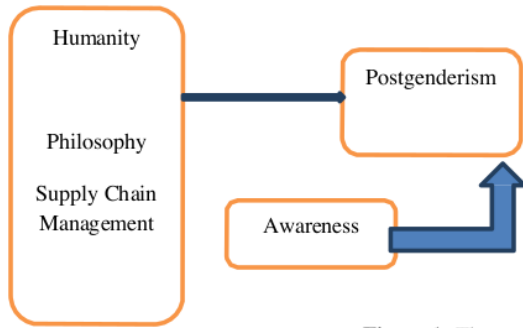 Humanity
Postgenderism
Philosophy
Supply Chain
Management
Awareness